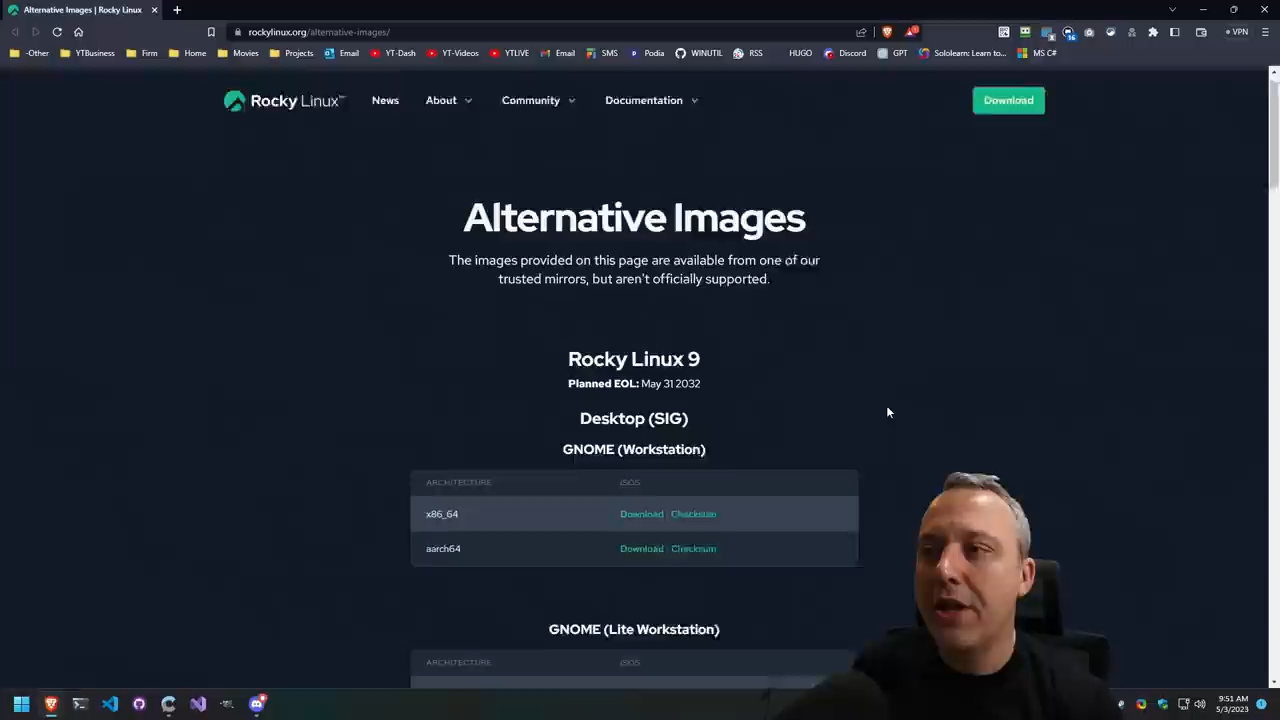 Alternative Images | Rocky Linux
rockylinux.org/alternative-images/
VPN
-Other
YTBusiness
Firm
Home
Movies
Projects
Email
YT-Dash
YT-Videos
YTLIVE
Email
SMS
Podia
WINUTIL
RSS
HUGO
Discord
GPT
Sololearn: Learn to...
MS C#
Rocky Linux™
News
About
Community
Documentation
Download
Alternative Images
The images provided on this page are available from one of our
trusted mirrors, but aren't officially supported.
Rocky Linux 9
Planned EOL: May 31 2032
Desktop (SIG)
GNOME (Workstation)
ARCHITECTURE ISOS
x86_64 Download | Checksum
aarch64 Download | Checksum
GNOME (Lite Workstation)
ARCHITECTURE ISOS
9:51 AM
5/3/2023